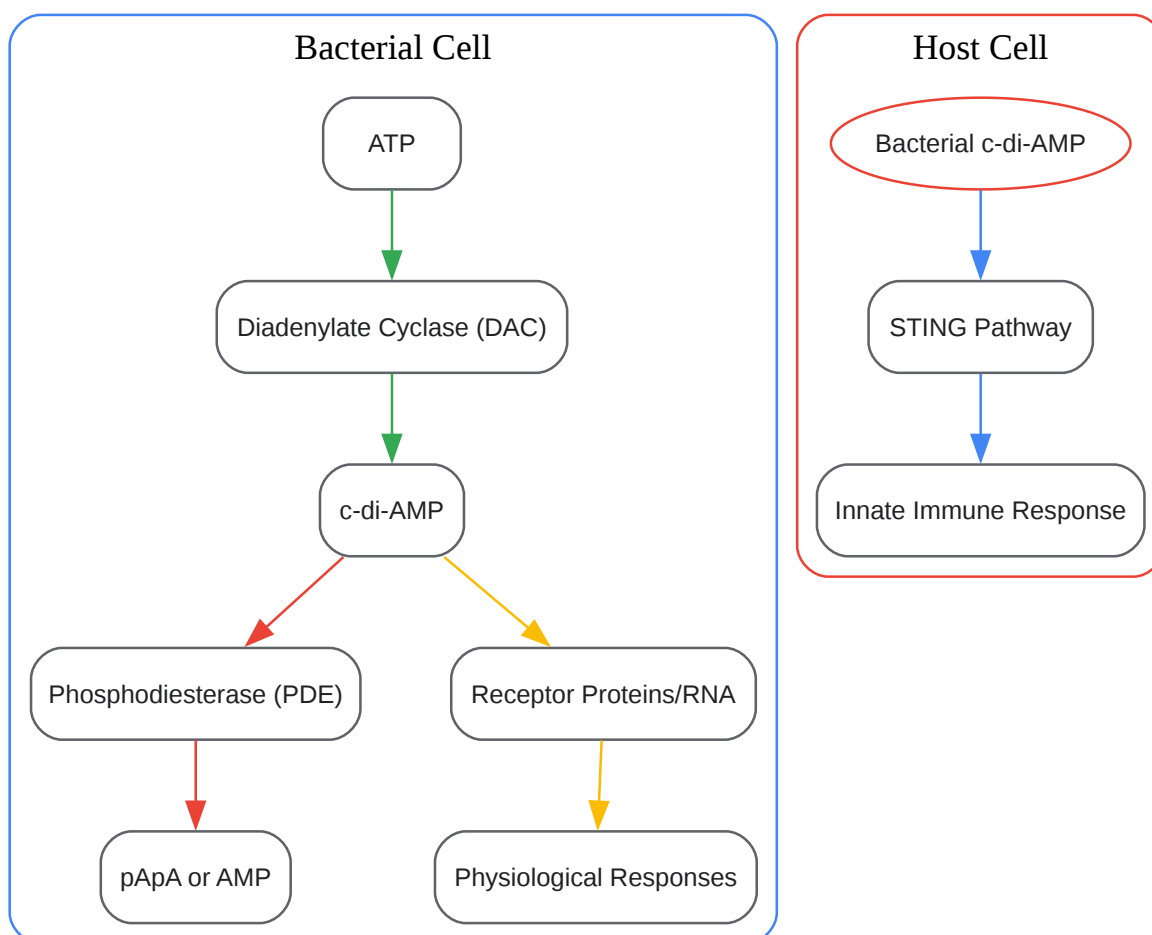 Bacterial Cell
ATP
Diadenylate Cyclase (DAC)
c-di-AMP
Phosphodiesterase (PDE)
Receptor Proteins/RNA
pApA or AMP
Physiological Responses
Host Cell
Bacterial c-di-AMP
STING Pathway
Innate Immune Response